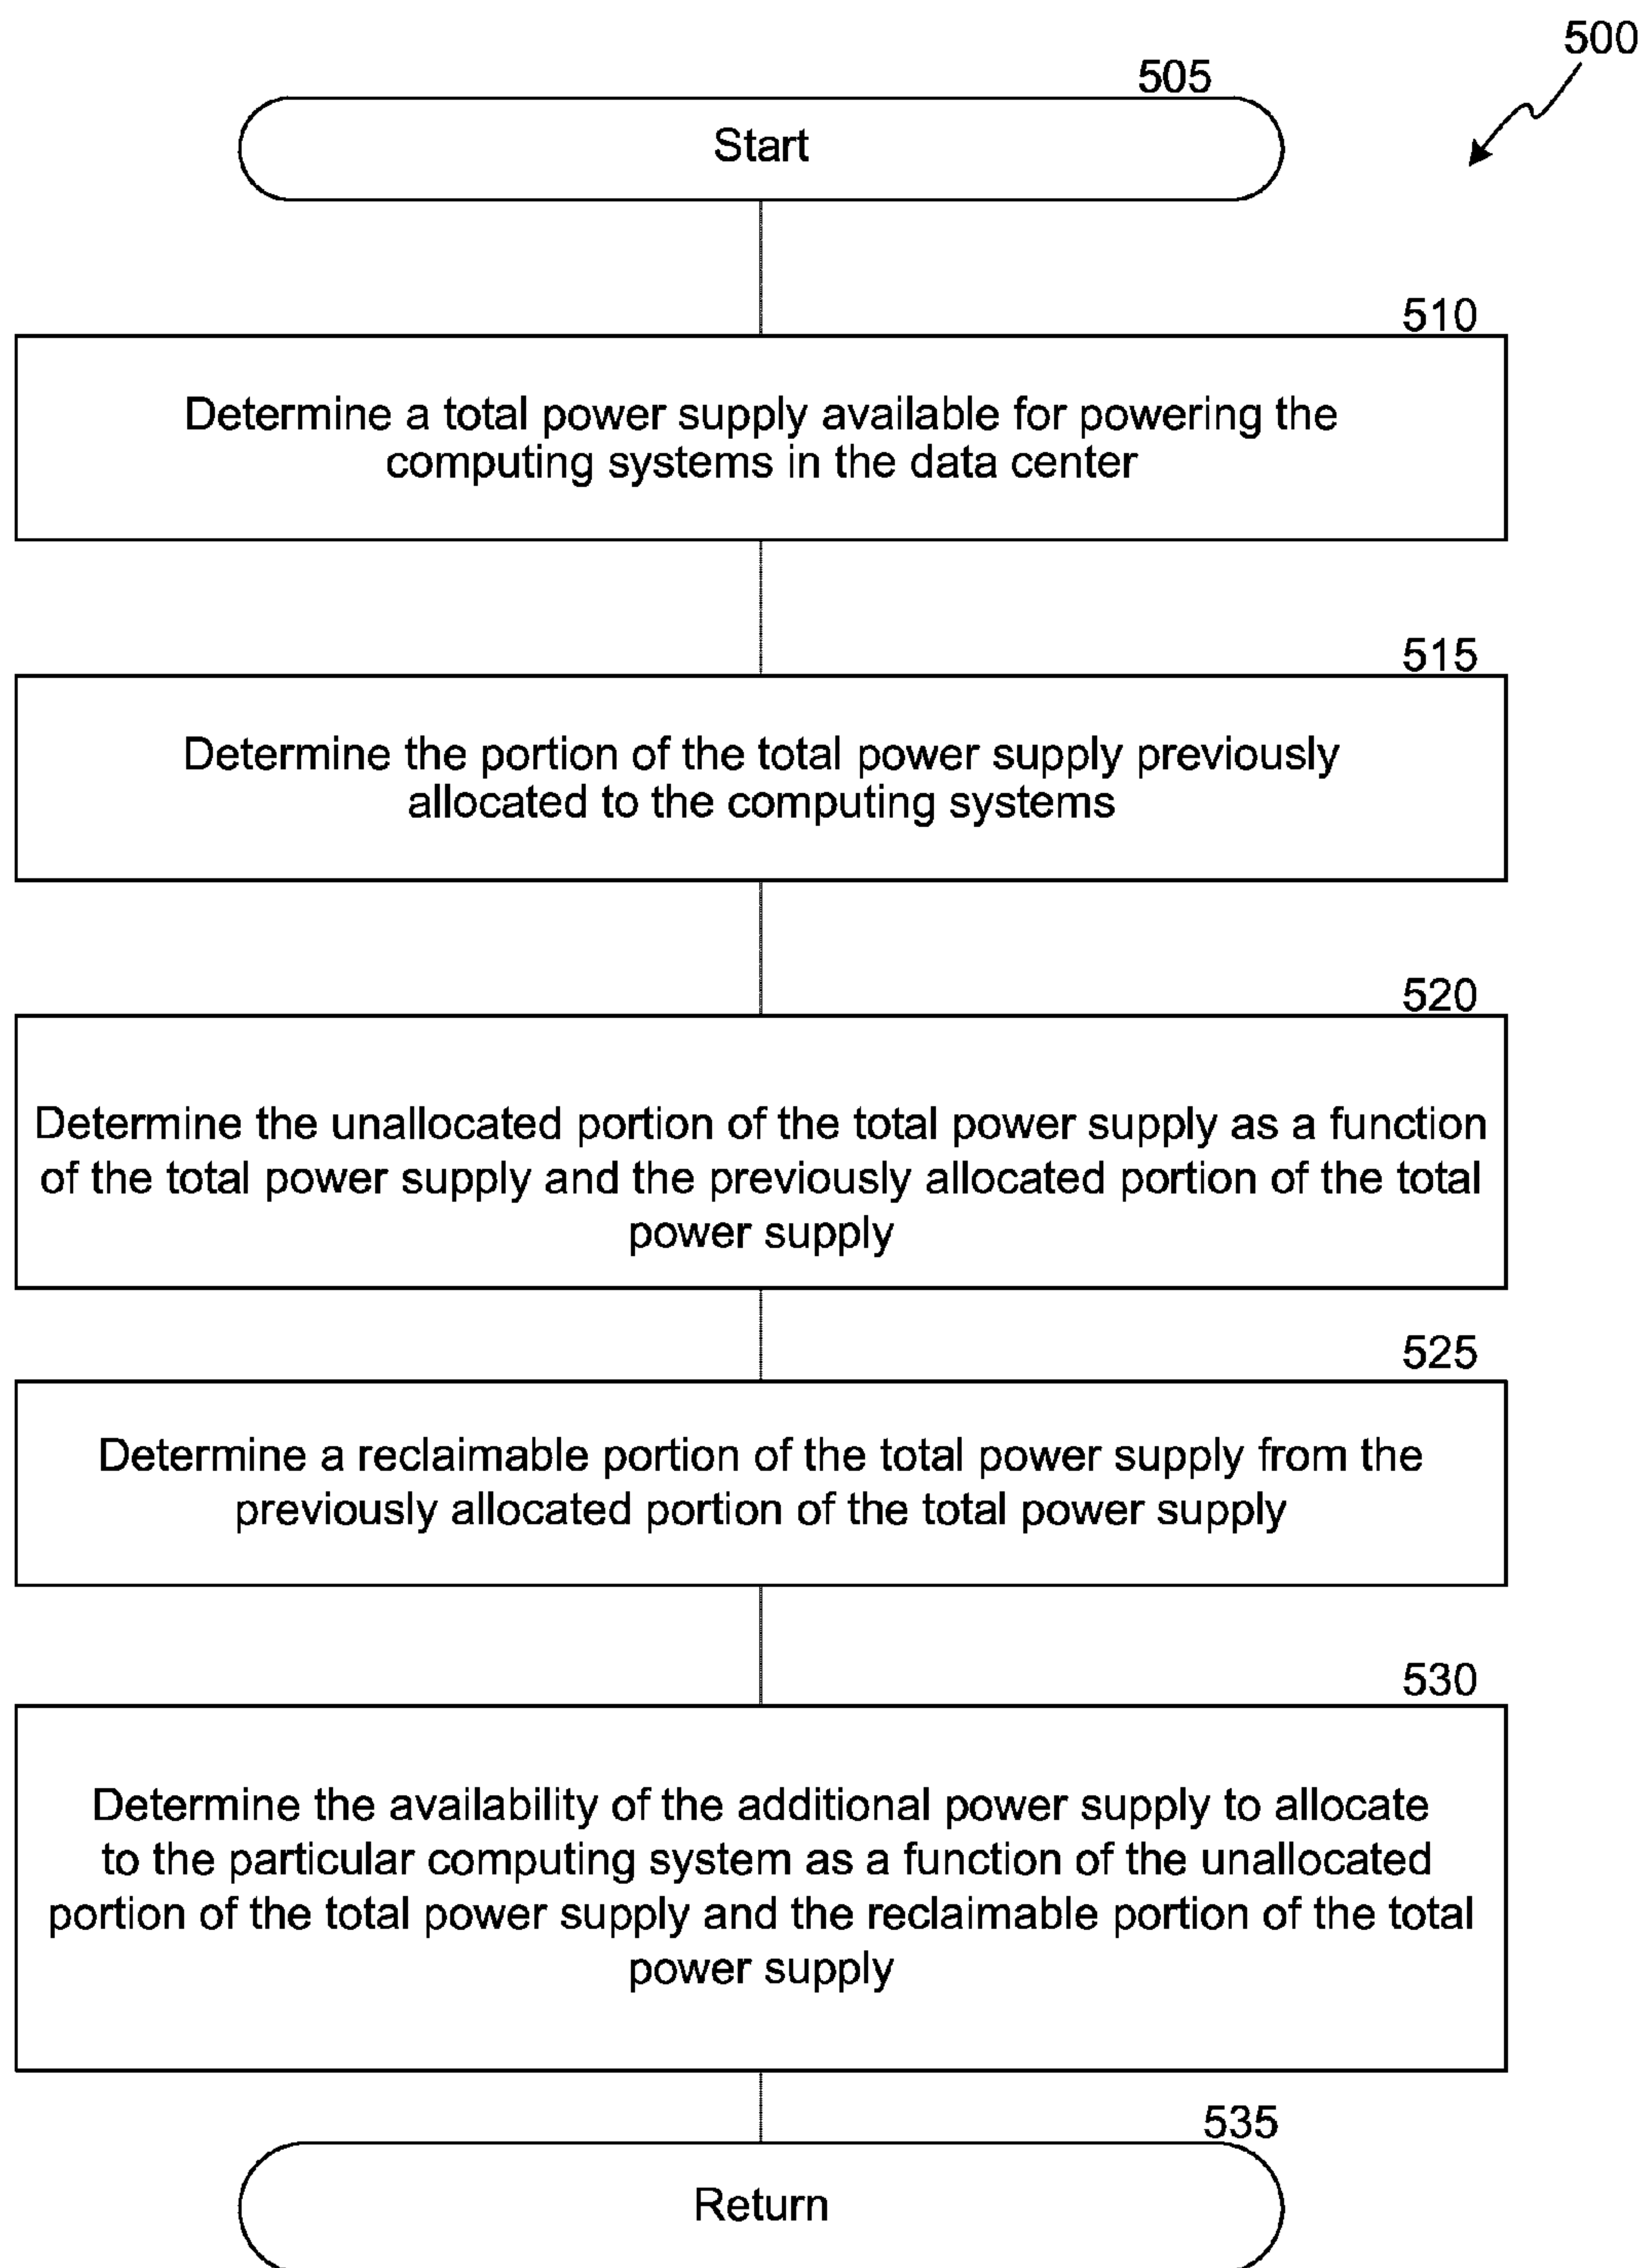 500
505
Start
510
Determine a total power supply available for powering the
computing systems in the data center
515
Determine the portion of the total power supply previously
allocated to the computing systems
520
Determine the unallocated portion of the total power supply as a function
of the total power supply and the previously allocated portion of the total
power supply
525
Determine a reclaimable portion of the total power supply from the
previously allocated portion of the total power supply
530
Determine the availability of the additional power supply to allocate
to the particular computing system as a function of the unallocated
portion of the total power supply and the reclaimable portion of the total
power supply
535
Return